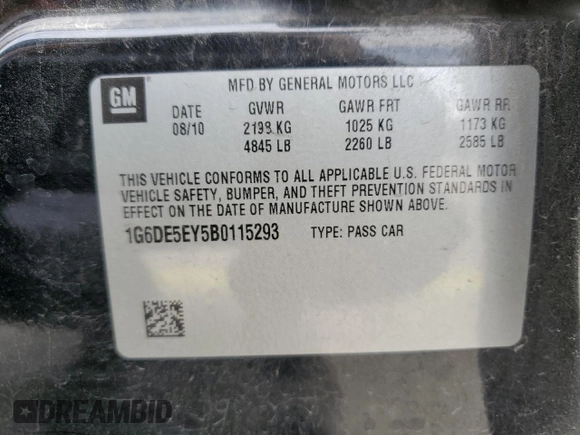 GM
MFD BY GENERAL MOTORS LLC
DATE GVWR GAWR FRT GAWR RR
08/10 2198 KG 1025 KG 1173 KG
4845 LB 2260 LB 2585 LB
THIS VEHICLE CONFORMS TO ALL APPLICABLE U.S. FEDERAL MOTOR
VEHICLE SAFETY, BUMPER, AND THEFT PREVENTION STANDARDS IN
EFFECT ON THE DATE OF MANUFACTURE SHOWN ABOVE.
1G6DE5EY5B0115293 TYPE: PASS CAR
DREAMBID